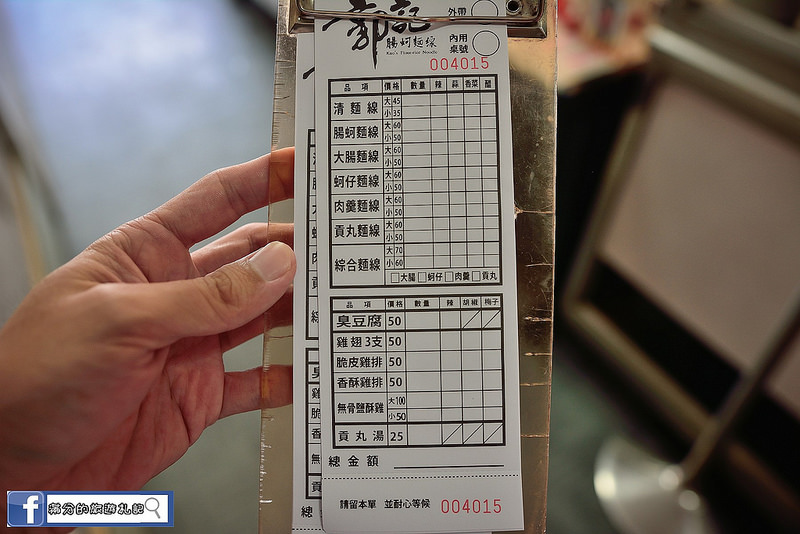 郭記
外帶
腸蚵麵線
內用
桌號
004015
品項 價格 數量 辣 蒜 香菜 醋
清麵線 大45 小35
腸蚵麵線 大60 小50
大腸麵線 大60 小50
蚵仔麵線 大60 小50
肉羹麵線 大60 小50
貢丸麵線 大60 小50
綜合麵線 大70 小60
大腸 蚵仔 肉羹 貢丸
品項 價格 數量 辣 胡椒 梅子
臭豆腐 50
雞翅3支 50
脆皮雞排 50
香酥雞排 50
無骨鹽酥雞 大100 小50
貢丸湯 25
總金額
請留本單 並耐心等候 004015
滿分的旅遊札記